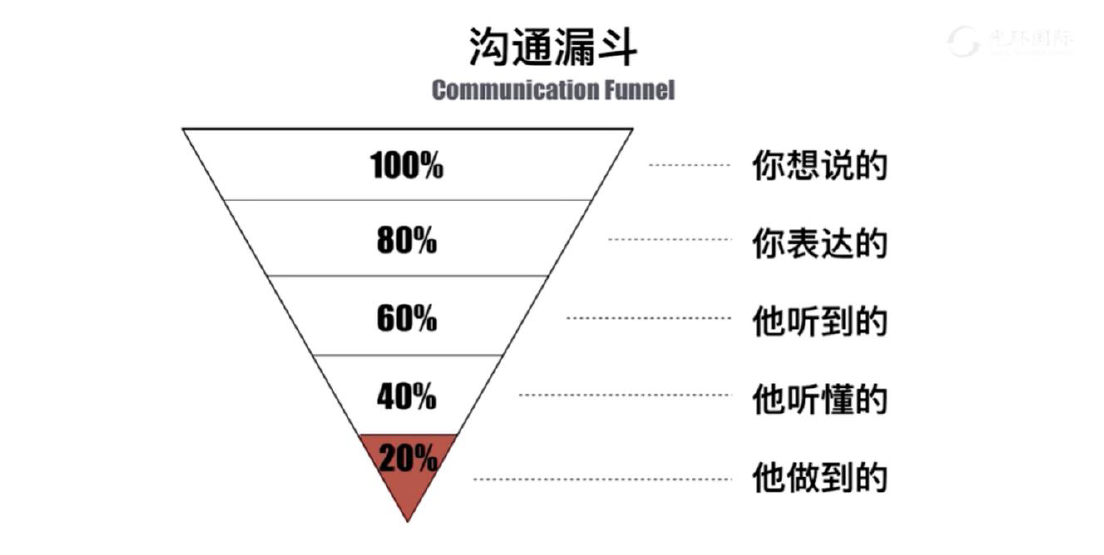 沟通漏斗
Communication Funnel
光环国际
100% 你想说的
80% 你表达的
60% 他听到的
40% 他听懂的
20% 他做到的